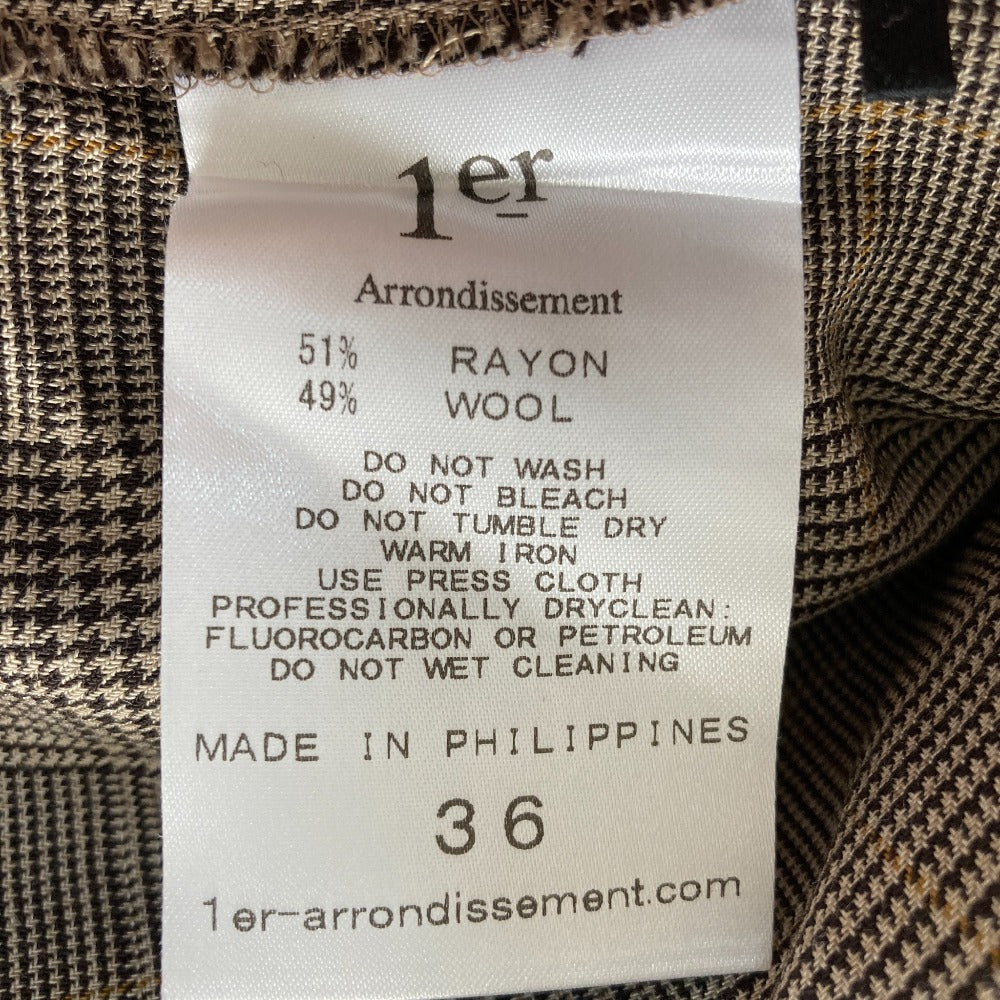 1er
Arrondissement
51% RAYON
49% WOOL
DO NOT WASH
DO NOT BLEACH
DO NOT TUMBLE DRY
WARM IRON
USE PRESS CLOTH
PROFESSIONALLY DRYCLEAN:
FLUOROCARBON OR PETROLEUM
DO NOT WET CLEANING
MADE IN PHILIPPINES
36
1er-arrondissement.com